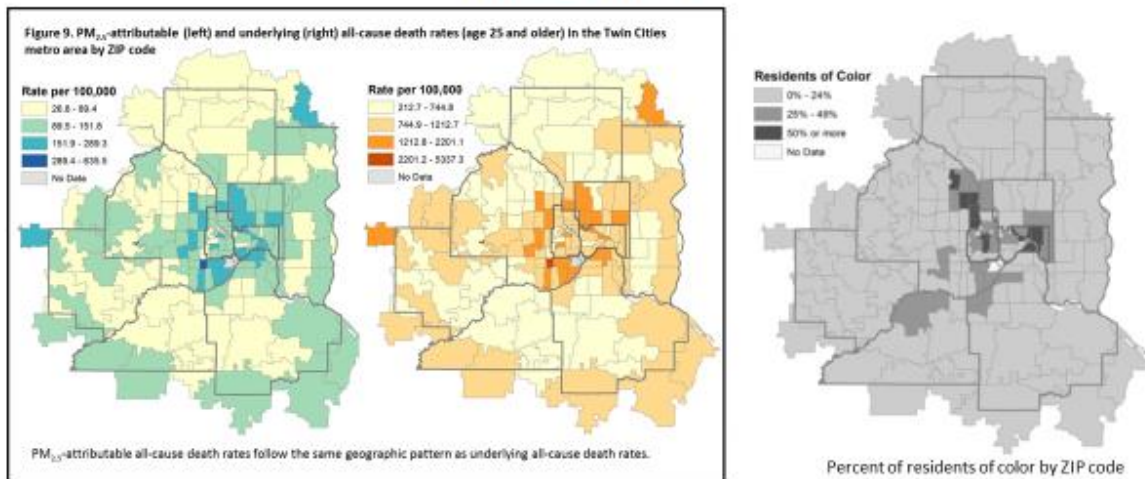 Figure 9. PM2.5-attributable (left) and underlying (right) all-cause death rates (age 25 and older) in the Twin Cities
metro area by ZIP code
Rate per 100,000
26.8 - 89.4
89.5 - 151.8
151.9 - 289.3
289.4 - 635.5
No Data
Rate per 100,000
212.7 - 744.8
744.9 - 1212.7
1212.8 - 2201.1
2201.2 - 5337.3
No Data
PM2.5-attributable all-cause death rates follow the same geographic pattern as underlying all-cause death rates.
Residents of Color
0% - 24%
25% - 49%
50% or more
No Data
Percent of residents of color by ZIP code